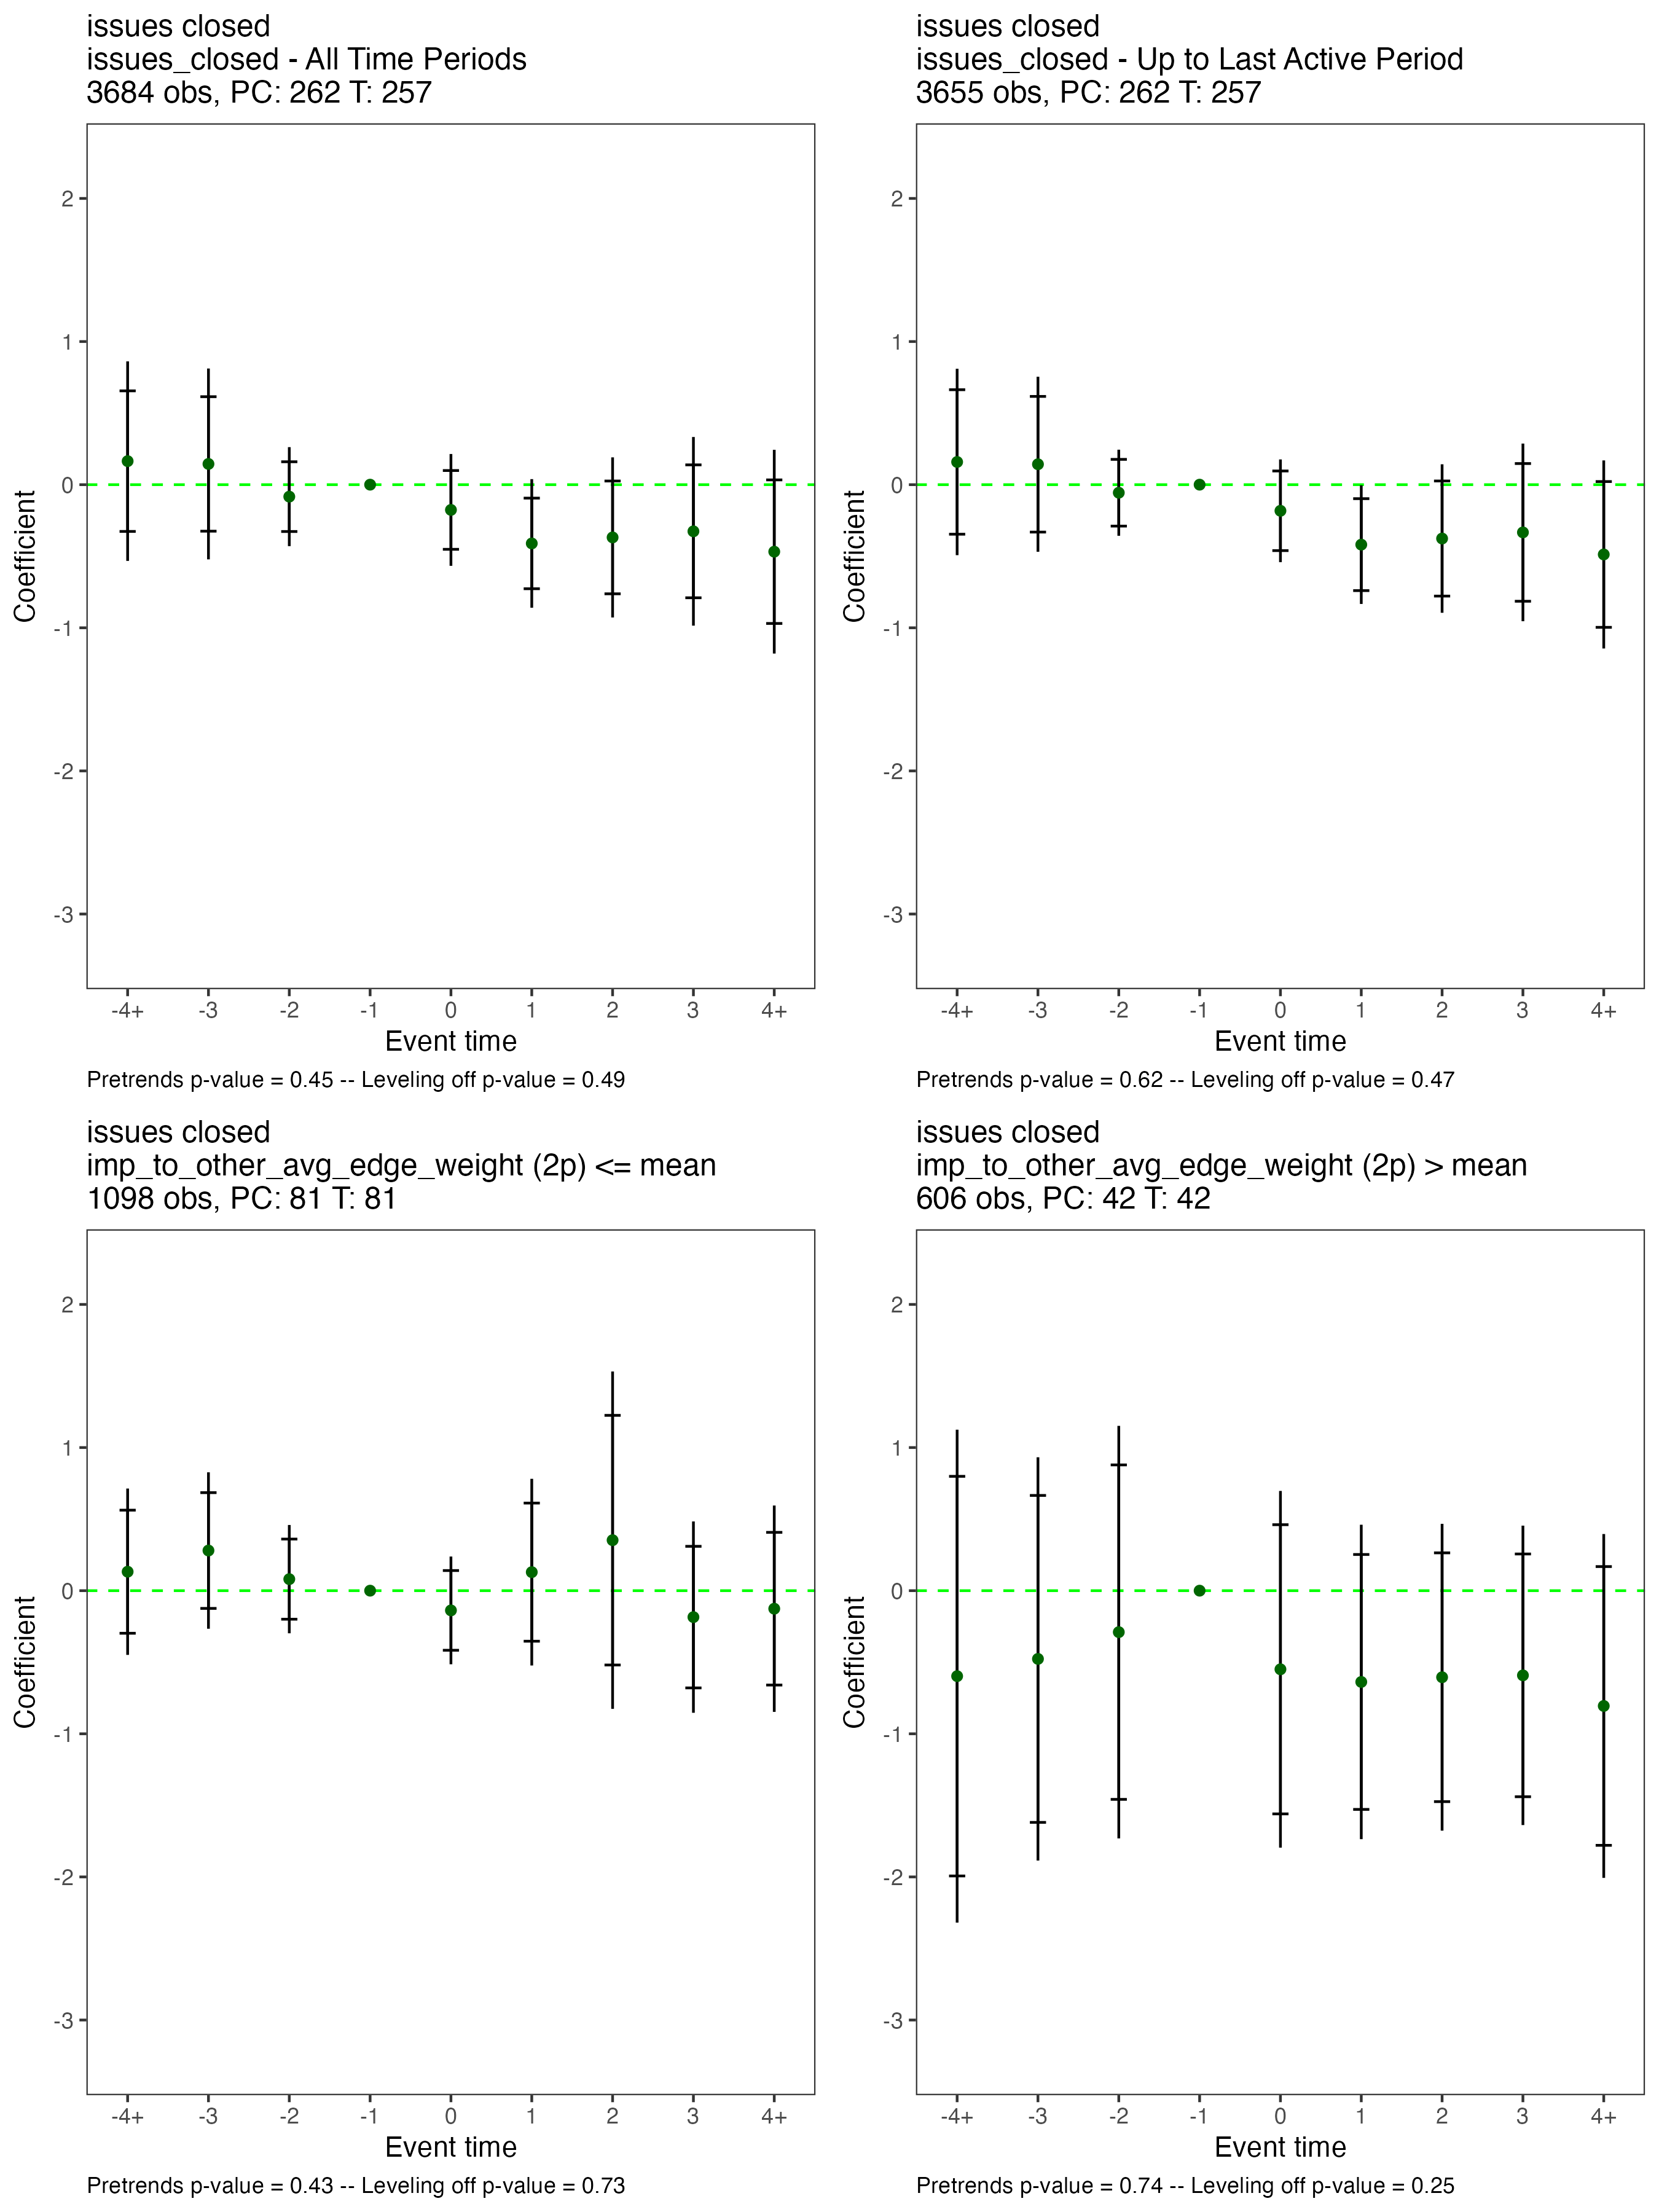 issues closed
issues_closed - All Time Periods
3684 obs, PC: 262 T: 257
2
1
0
-1
-2
-3
Coefficient
-4+ -3 -2 -1 0 1 2 3 4+
Event time
Pretrends p-value = 0.45 -- Leveling off p-value = 0.49
issues closed
issues_closed - Up to Last Active Period
3655 obs, PC: 262 T: 257
2
1
0
-1
-2
-3
Coefficient
-4+ -3 -2 -1 0 1 2 3 4+
Event time
Pretrends p-value = 0.62 -- Leveling off p-value = 0.47
issues closed
imp_to_other_avg_edge_weight (2p) <= mean
1098 obs, PC: 81 T: 81
2
1
0
-1
-2
-3
Coefficient
-4+ -3 -2 -1 0 1 2 3 4+
Event time
Pretrends p-value = 0.43 -- Leveling off p-value = 0.73
issues closed
imp_to_other_avg_edge_weight (2p) > mean
606 obs, PC: 42 T: 42
2
1
0
-1
-2
-3
Coefficient
-4+ -3 -2 -1 0 1 2 3 4+
Event time
Pretrends p-value = 0.74 -- Leveling off p-value = 0.25